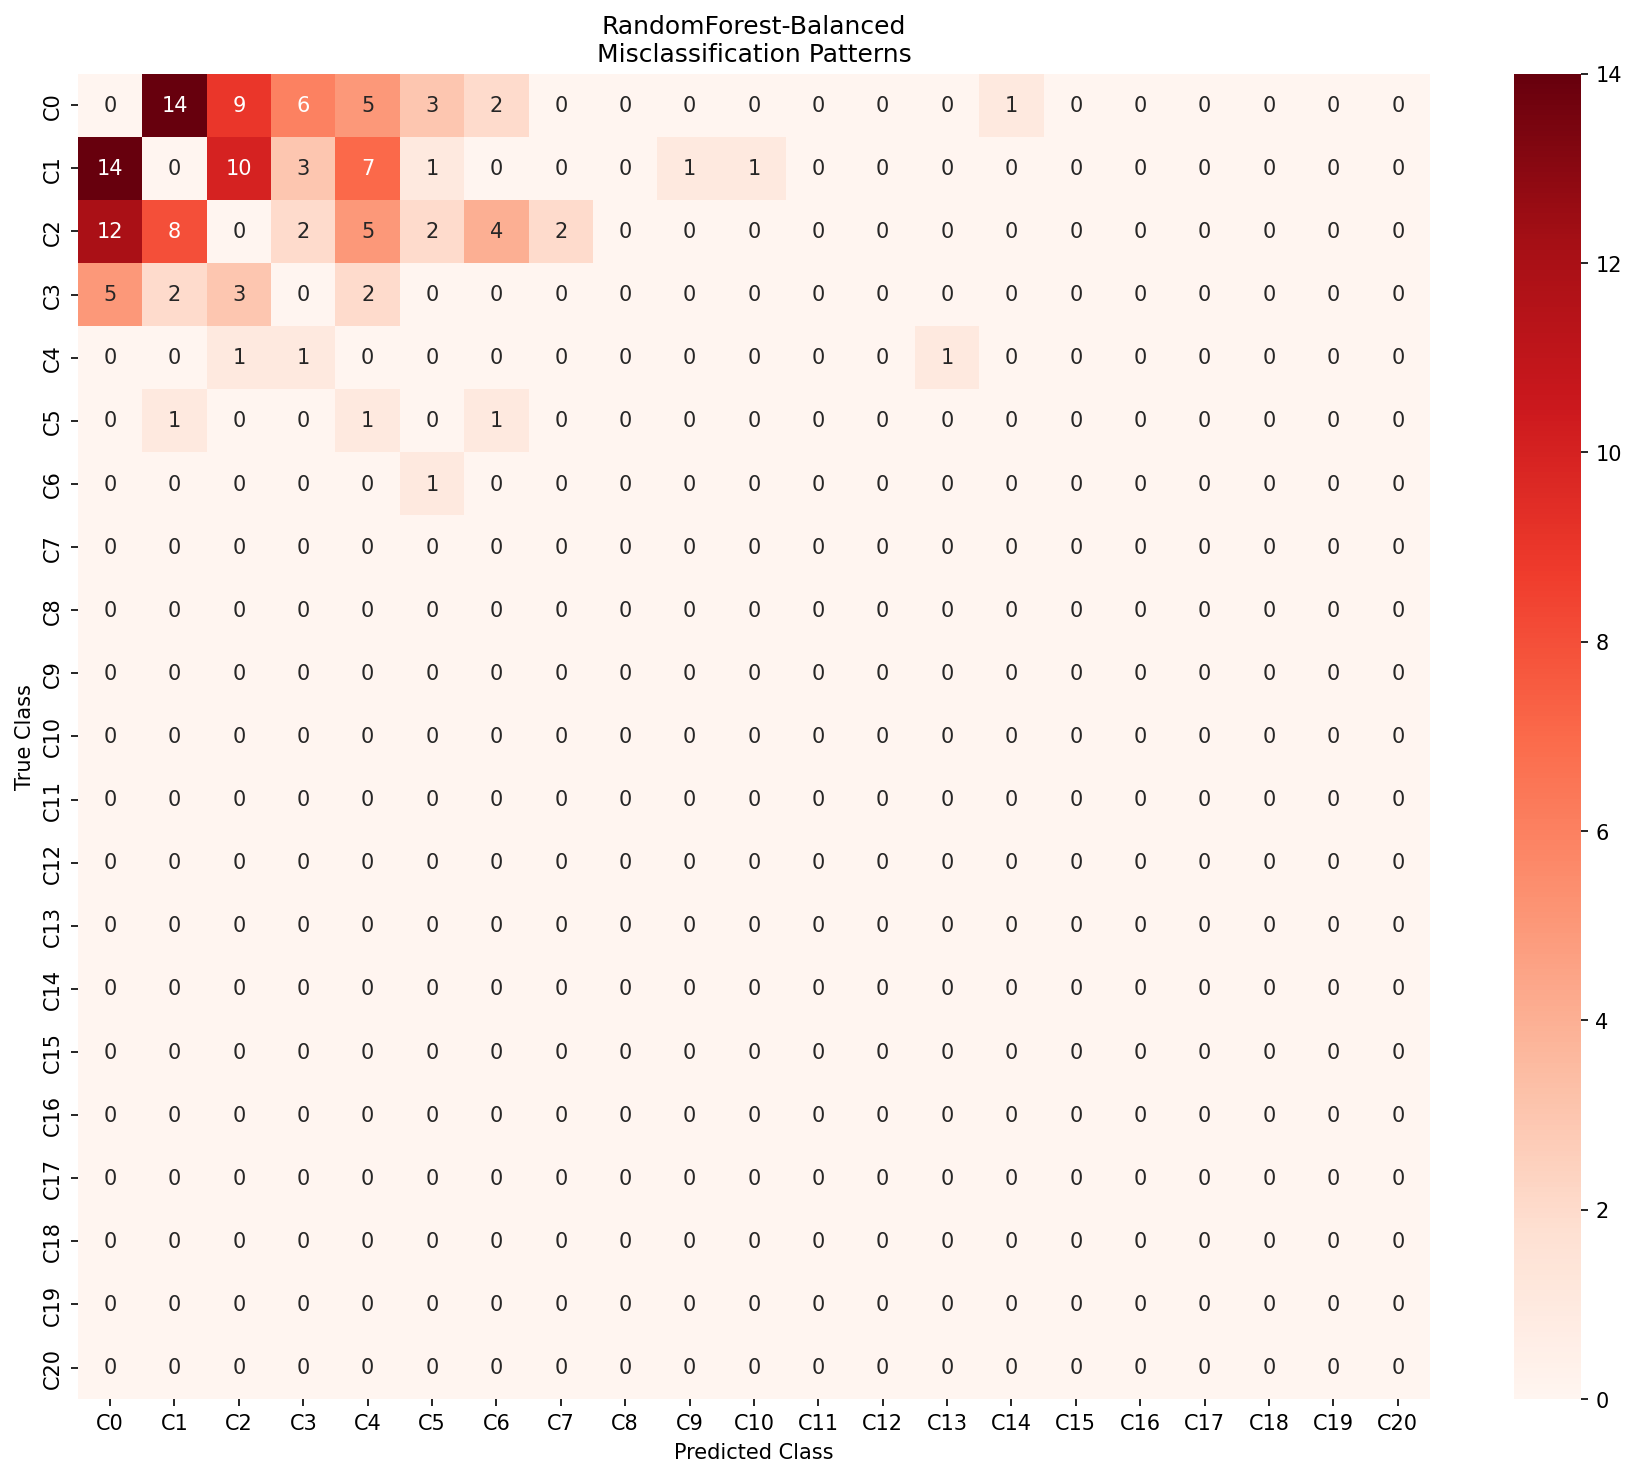 RandomForest-Balanced
Misclassification Patterns
C0 0 14 9 6 5 3 2 0 0 0 0 0 0 0 1 0 0 0 0 0 0
C1 14 0 10 3 7 1 0 0 0 1 1 0 0 0 0 0 0 0 0 0 0
C2 12 8 0 2 5 2 4 2 0 0 0 0 0 0 0 0 0 0 0 0 0
C3 5 2 3 0 2 0 0 0 0 0 0 0 0 0 0 0 0 0 0 0 0
C4 0 0 1 1 0 0 0 0 0 0 0 0 0 1 0 0 0 0 0 0 0
C5 0 1 0 0 1 0 1 0 0 0 0 0 0 0 0 0 0 0 0 0 0
C6 0 0 0 0 0 1 0 0 0 0 0 0 0 0 0 0 0 0 0 0 0
C7 0 0 0 0 0 0 0 0 0 0 0 0 0 0 0 0 0 0 0 0 0
C8 0 0 0 0 0 0 0 0 0 0 0 0 0 0 0 0 0 0 0 0 0
C9 0 0 0 0 0 0 0 0 0 0 0 0 0 0 0 0 0 0 0 0 0
C10 0 0 0 0 0 0 0 0 0 0 0 0 0 0 0 0 0 0 0 0 0
C11 0 0 0 0 0 0 0 0 0 0 0 0 0 0 0 0 0 0 0 0 0
C12 0 0 0 0 0 0 0 0 0 0 0 0 0 0 0 0 0 0 0 0 0
C13 0 0 0 0 0 0 0 0 0 0 0 0 0 0 0 0 0 0 0 0 0
C14 0 0 0 0 0 0 0 0 0 0 0 0 0 0 0 0 0 0 0 0 0
C15 0 0 0 0 0 0 0 0 0 0 0 0 0 0 0 0 0 0 0 0 0
C16 0 0 0 0 0 0 0 0 0 0 0 0 0 0 0 0 0 0 0 0 0
C17 0 0 0 0 0 0 0 0 0 0 0 0 0 0 0 0 0 0 0 0 0
C18 0 0 0 0 0 0 0 0 0 0 0 0 0 0 0 0 0 0 0 0 0
C19 0 0 0 0 0 0 0 0 0 0 0 0 0 0 0 0 0 0 0 0 0
C20 0 0 0 0 0 0 0 0 0 0 0 0 0 0 0 0 0 0 0 0 0
C0 C1 C2 C3 C4 C5 C6 C7 C8 C9 C10 C11 C12 C13 C14 C15 C16 C17 C18 C19 C20
Predicted Class
True Class
14
12
10
8
6
4
2
0